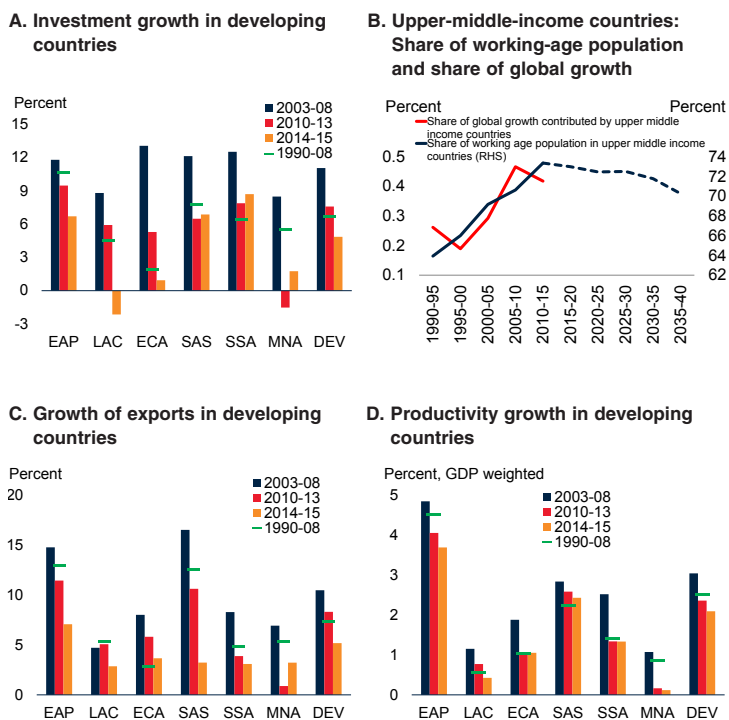 A. Investment growth in developing
countries
Percent
2003-08
2010-13
2014-15
1990-08
15
12
9
6
3
0
-3
EAP LAC ECA SAS SSA MNA DEV
B. Upper-middle-income countries:
Share of working-age population
and share of global growth
Percent Percent
Share of global growth contributed by upper middle
income countries
Share of working age population in upper middle income
countries (RHS)
0.5
0.4
0.3
0.2
0.1
74
72
70
68
66
64
62
1990-95
1995-00
2000-05
2005-10
2010-15
2015-20
2020-25
2025-30
2030-35
2035-40
C. Growth of exports in developing
countries
Percent
2003-08
2010-13
2014-15
1990-08
20
15
10
5
0
EAP LAC ECA SAS SSA MNA DEV
D. Productivity growth in developing
countries
Percent, GDP weighted
2003-08
2010-13
2014-15
1990-08
5
4
3
2
1
0
EAP LAC ECA SAS SSA MNA DEV